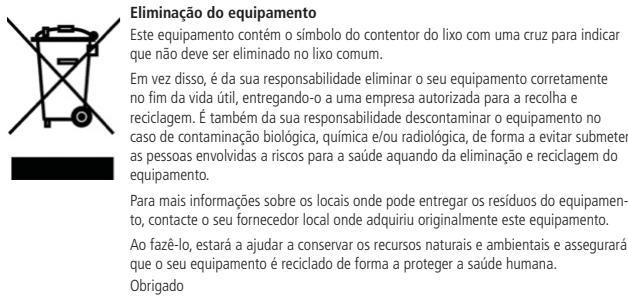 Eliminação do equipamento
Este equipamento contém o símbolo do contentor do lixo com uma cruz para indicar
que não deve ser eliminado no lixo comum.
Em vez disso, é da sua responsabilidade eliminar o seu equipamento corretamente
no fim da vida útil, entregando-o a uma empresa autorizada para a recolha e
reciclagem. É também da sua responsabilidade descontaminar o equipamento no
caso de contaminação biológica, química e/ou radiológica, de forma a evitar submeter
as pessoas envolvidas a riscos para a saúde aquando da eliminação e reciclagem do
equipamento.
Para mais informações sobre os locais onde pode entregar os resíduos do equipamen-
to, contacte o seu fornecedor local onde adquiriu originalmente este equipamento.
Ao fazê-lo, estará a ajudar a conservar os recursos naturais e ambientais e assegurará
que o seu equipamento é reciclado de forma a proteger a saúde humana.
Obrigado